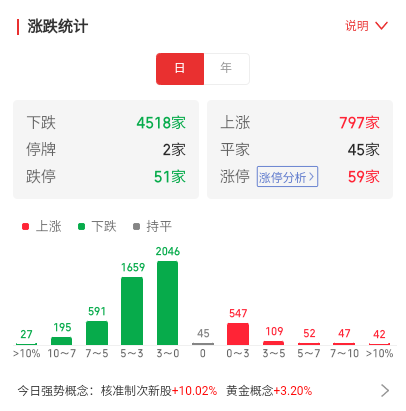 涨跌统计 说明
日 年
下跌 4518家 上涨 797家
停牌 2家 平家 45家
跌停 51家 涨停 涨停分析 59家
上涨 下跌 持平
27 195 591 1659 2046 45 547 109 52 47 42
>10% 10～7 7～5 5～3 3～0 0 0～3 3～5 5～7 7～10 >10%
今日强势概念：核准制次新股+10.02% 黄金概念+3.20%